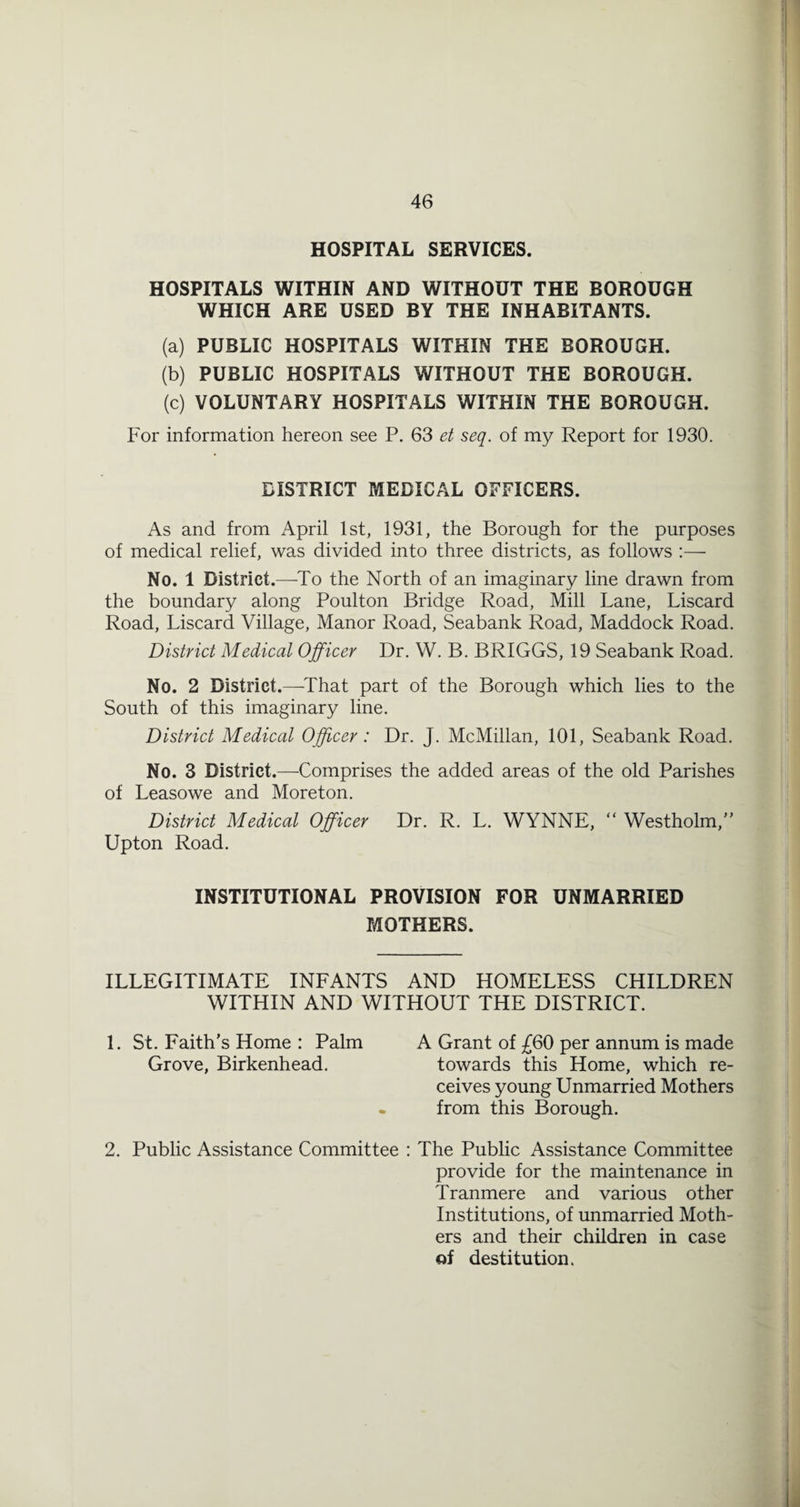 46
HOSPITAL SERVICES.
HOSPITALS WITHIN AND WITHOUT THE BOROUGH
WHICH ARE USED BY THE INHABITANTS.
(a) PUBLIC HOSPITALS WITHIN THE BOROUGH.
(b) PUBLIC HOSPITALS WITHOUT THE BOROUGH.
(c) VOLUNTARY HOSPITALS WITHIN THE BOROUGH.
For information hereon see P. 63 et seq. of my Report for 1930.
DISTRICT MEDICAL OFFICERS.
As and from April 1st, 1931, the Borough for the purposes
of medical relief, was divided into three districts, as follows :—
No. 1 District.—To the North of an imaginary line drawn from
the boundary along Poulton Bridge Road, Mill Lane, Liscard
Road, Liscard Village, Manor Road, Seabank Road, Maddock Road.
District Medical Officer Dr. W. B. BRIGGS, 19 Seabank Road.
No. 2 District.—That part of the Borough which lies to the
South of this imaginary line.
District Medical Officer : Dr. J. McMillan, 101, Seabank Road.
No. 3 District.—Comprises the added areas of the old Parishes
of Leasowe and Moreton.
District Medical Officer Dr. R. L. WYNNE, “ Westholm,”
Upton Road.
INSTITUTIONAL PROVISION FOR UNMARRIED
MOTHERS.
ILLEGITIMATE INFANTS AND HOMELESS CHILDREN
WITHIN AND WITHOUT THE DISTRICT.
1. St. Faith's Home : Palm Grove, Birkenhead.
A Grant of £60 per annum is made
towards this Home, which re-
ceives young Unmarried Mothers
from this Borough.
2. Public Assistance Committee : The Public Assistance Committee
provide for the maintenance in
Tranmere and various other
Institutions, of unmarried Moth-
ers and their children in case
of destitution.